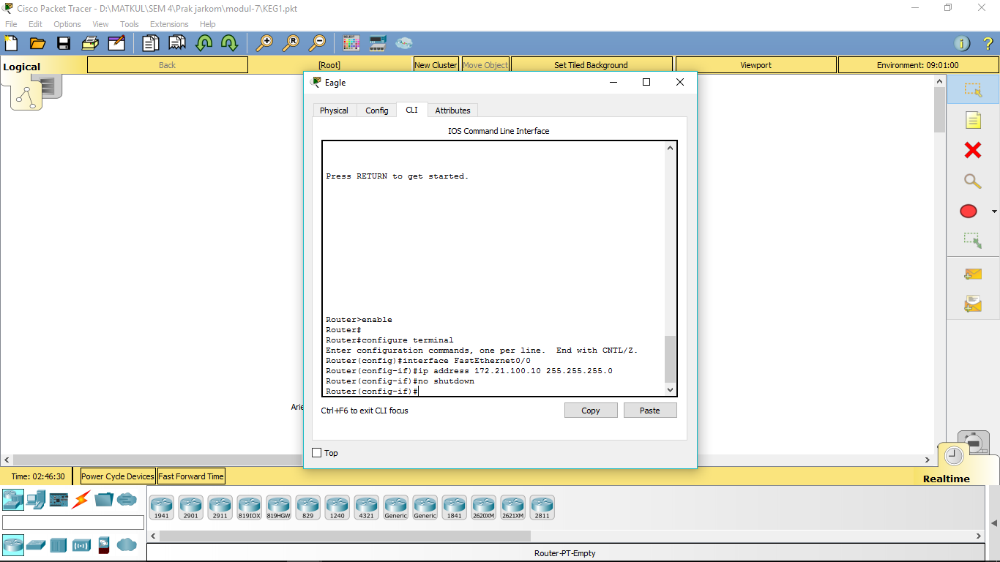 Cisco Packet Tracer - D:\MATKUL\SEM 4\Prak jarkom\modul-7\KEG1.pkt
File Edit Options View Tools Extensions Help
Logical
Back
[Root]
New Cluster
Move Object
Set Tiled Background
Viewport
Environment: 09:01:00
Eagle
Physical Config CLI Attributes
IOS Command Line Interface
Press RETURN to get started.
Router>enable
Router#
Router#configure terminal
Enter configuration commands, one per line.  End with CNTL/Z.
Router(config)#interface FastEthernet0/0
Router(config-if)#ip address 172.21.100.10 255.255.255.0
Router(config-if)#no shutdown
Router(config-if)#
Arie
Ctrl+F6 to exit CLI focus
Copy
Paste
Top
Time: 02:46:30
Power Cycle Devices
Fast Forward Time
Realtime
1941 2901 2911 819IOX 819HGW 829 1240 4321 Generic Generic 1841 2620XM 2621XM 2811
Router-PT-Empty